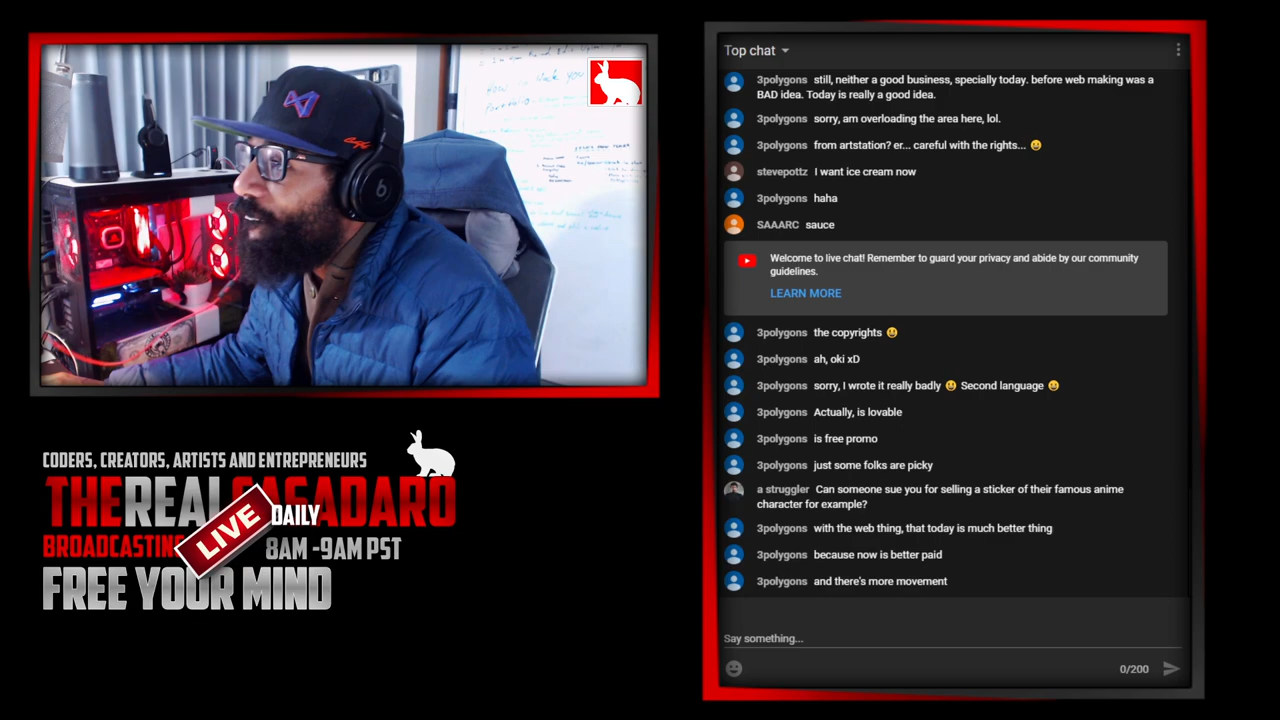 HOW
YOU
Portfolio
CODERS, CREATORS, ARTISTS AND ENTREPRENEURS
THEREALCASADARO
LIVE
DAILY
BROADCASTING
8AM -9AM PST
FREE YOUR MIND
Top chat
3polygons still, neither a good business, specially today. before web making was a
BAD idea. Today is really a good idea.
3polygons sorry, am overloading the area here, lol.
3polygons from attestation? er... careful with the rights... 😀
stevepottz I want ice cream now
3polygons haha
SAAARC sauce
Welcome to live chat! Remember to guard your privacy and abide by our community
guidelines.
LEARN MORE
3polygons the copyrights 😀
3polygons ah, oki xD
3polygons sorry, I wrote it really badly 😀 Second language 😀
3polygons Actually, is lovable
3polygons is free promo
3polygons just some folks are picky
a struggler Can someone sue you for selling a sticker of their famous anime
character for example?
3polygons with the web thing, that today is much better thing
3polygons because now is better paid
3polygons and there's more movement
Say something...
0/200